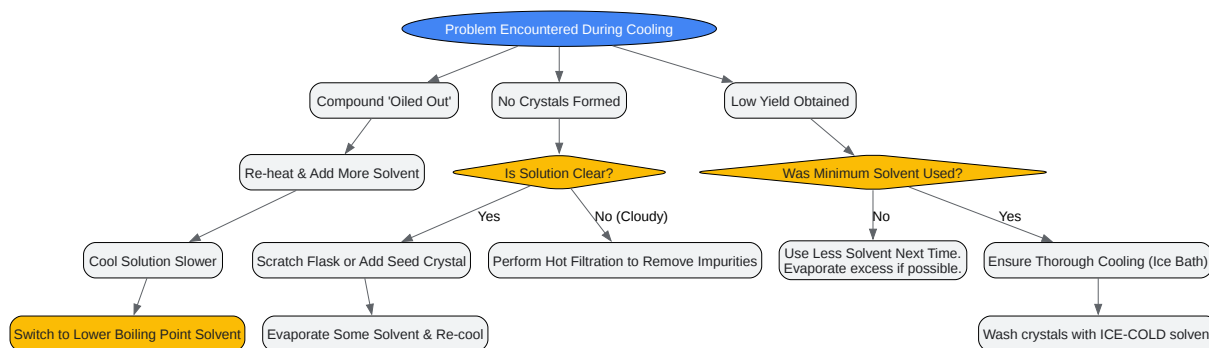 Problem Encountered During Cooling
Compound 'Oiled Out'
No Crystals Formed
Low Yield Obtained
Re-heat & Add More Solvent
Is Solution Clear?
Was Minimum Solvent Used?
Yes
No (Cloudy)
No
Yes
Cool Solution Slower
Scratch Flask or Add Seed Crystal
Perform Hot Filtration to Remove Impurities
Use Less Solvent Next Time.
Evaporate excess if possible.
Ensure Thorough Cooling (Ice Bath)
Switch to Lower Boiling Point Solvent
Evaporate Some Solvent & Re-cool
Wash crystals with ICE-COLD solven